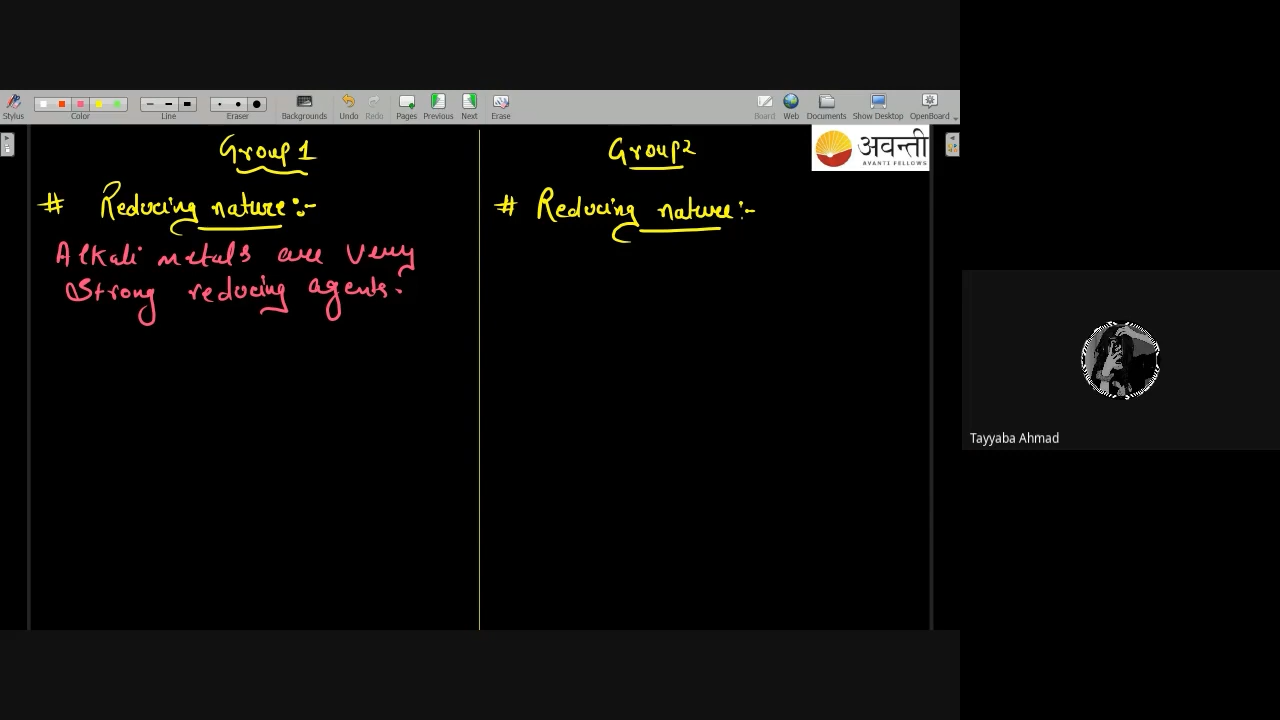 Stylus
Color
Line
Eraser
Backgrounds
Undo
Redo
Pages
Previous
Next
Erase
Board
Web
Documents
Show Desktop
OpenBoard
Group 1
Group 2
अवन्ती
AVANTI FELLOWS
# Reducing nature :-
Alkali metals are very
Strong reducing agents.
# Reducing nature :-
Tayyaba Ahmad